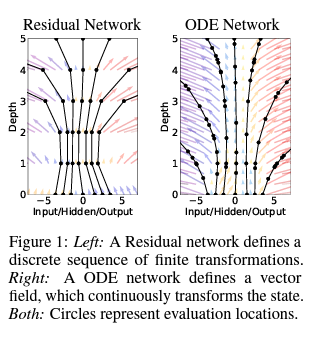 Residual Network
ODE Network
5
4
3
2
1
0
Depth
−5
0
5
Input/Hidden/Output
5
4
3
2
1
0
Depth
−5
0
5
Input/Hidden/Output
Figure 1: Left: A Residual network defines a
discrete sequence of finite transformations.
Right: A ODE network defines a vector
field, which continuously transforms the state.
Both: Circles represent evaluation locations.